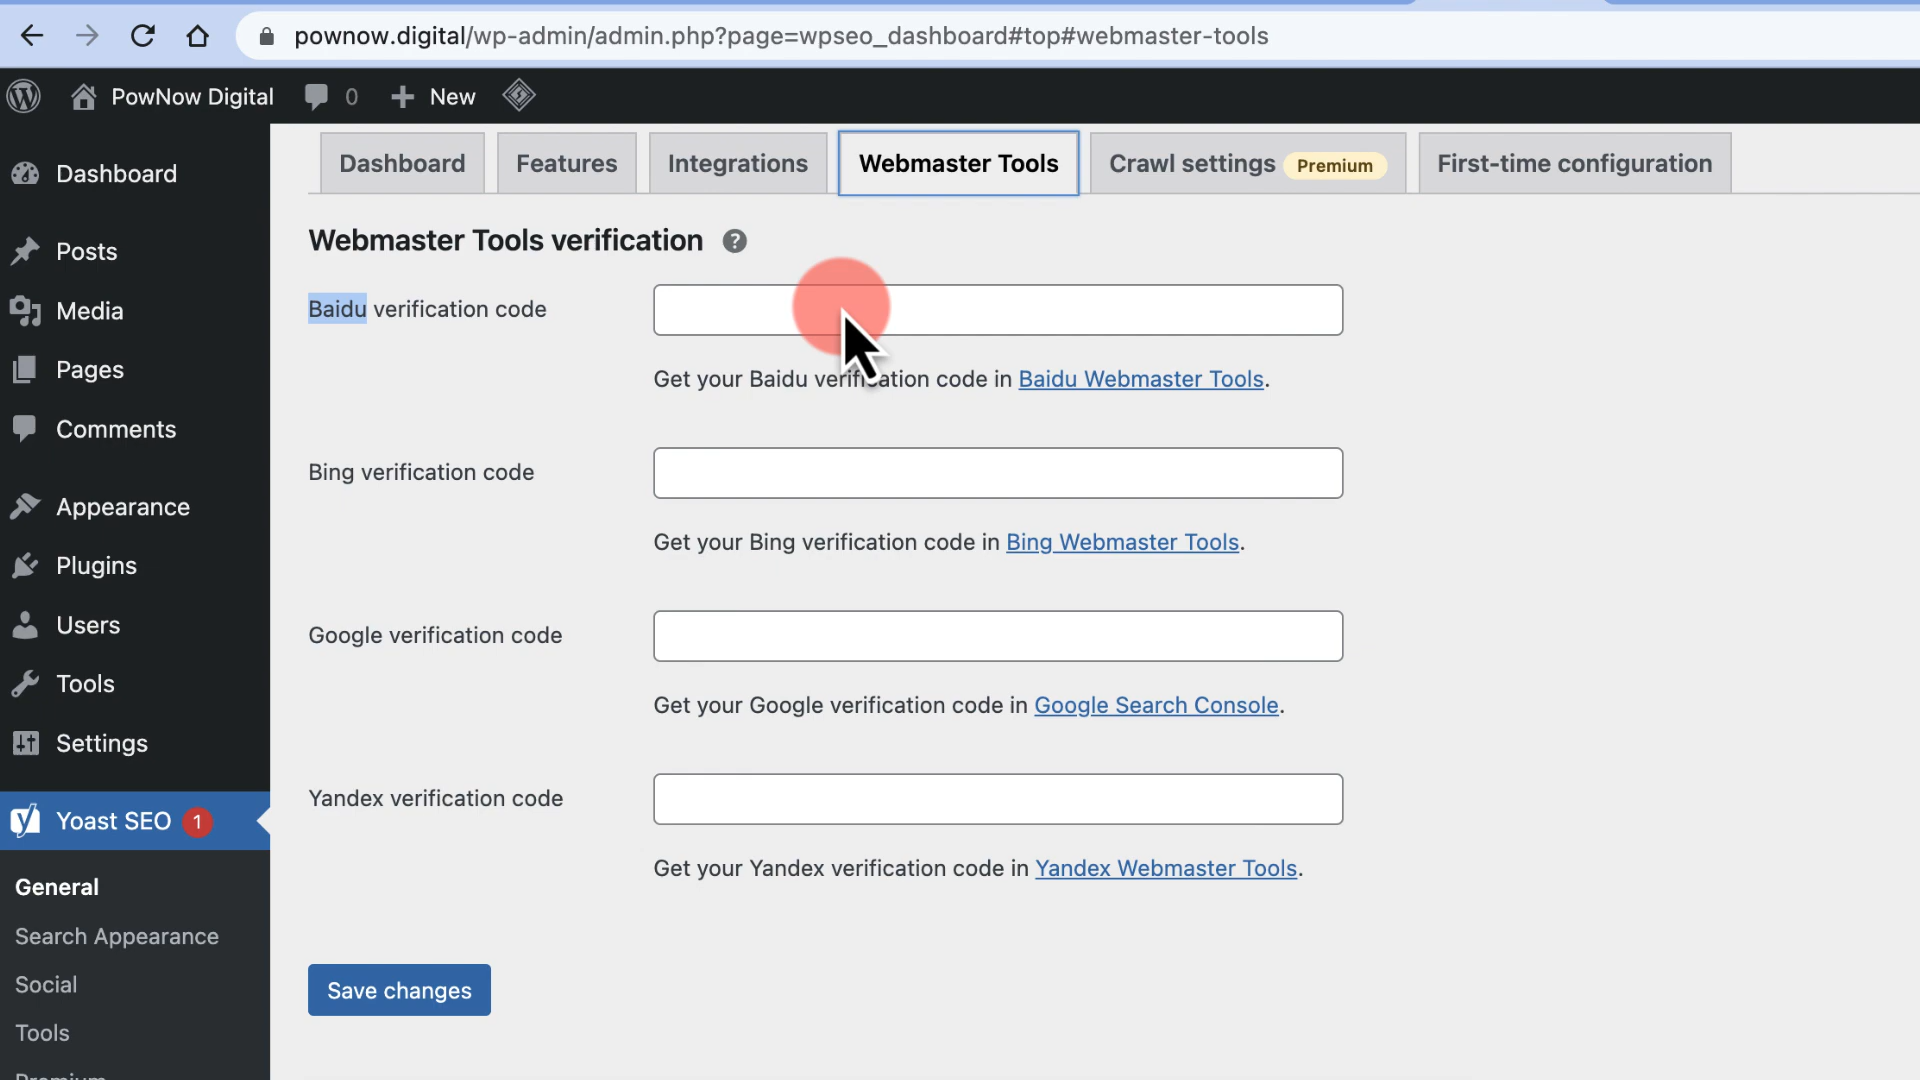 pownow.digital/wp-admin/admin.php?page=wpseo_dashboard#top#webmaster-tools
PowNow Digital 0 New
Dashboard
Posts
Media
Pages
Comments
Appearance
Plugins
Users
Tools
Settings
Yoast SEO 1
General
Search Appearance
Social
Tools
Premium
Dashboard Features Integrations Webmaster Tools Crawl settings Premium First-time configuration
Webmaster Tools verification ?
Baidu verification code
Get your Baidu verification code in Baidu Webmaster Tools.
Bing verification code
Get your Bing verification code in Bing Webmaster Tools.
Google verification code
Get your Google verification code in Google Search Console.
Yandex verification code
Get your Yandex verification code in Yandex Webmaster Tools.
Save changes